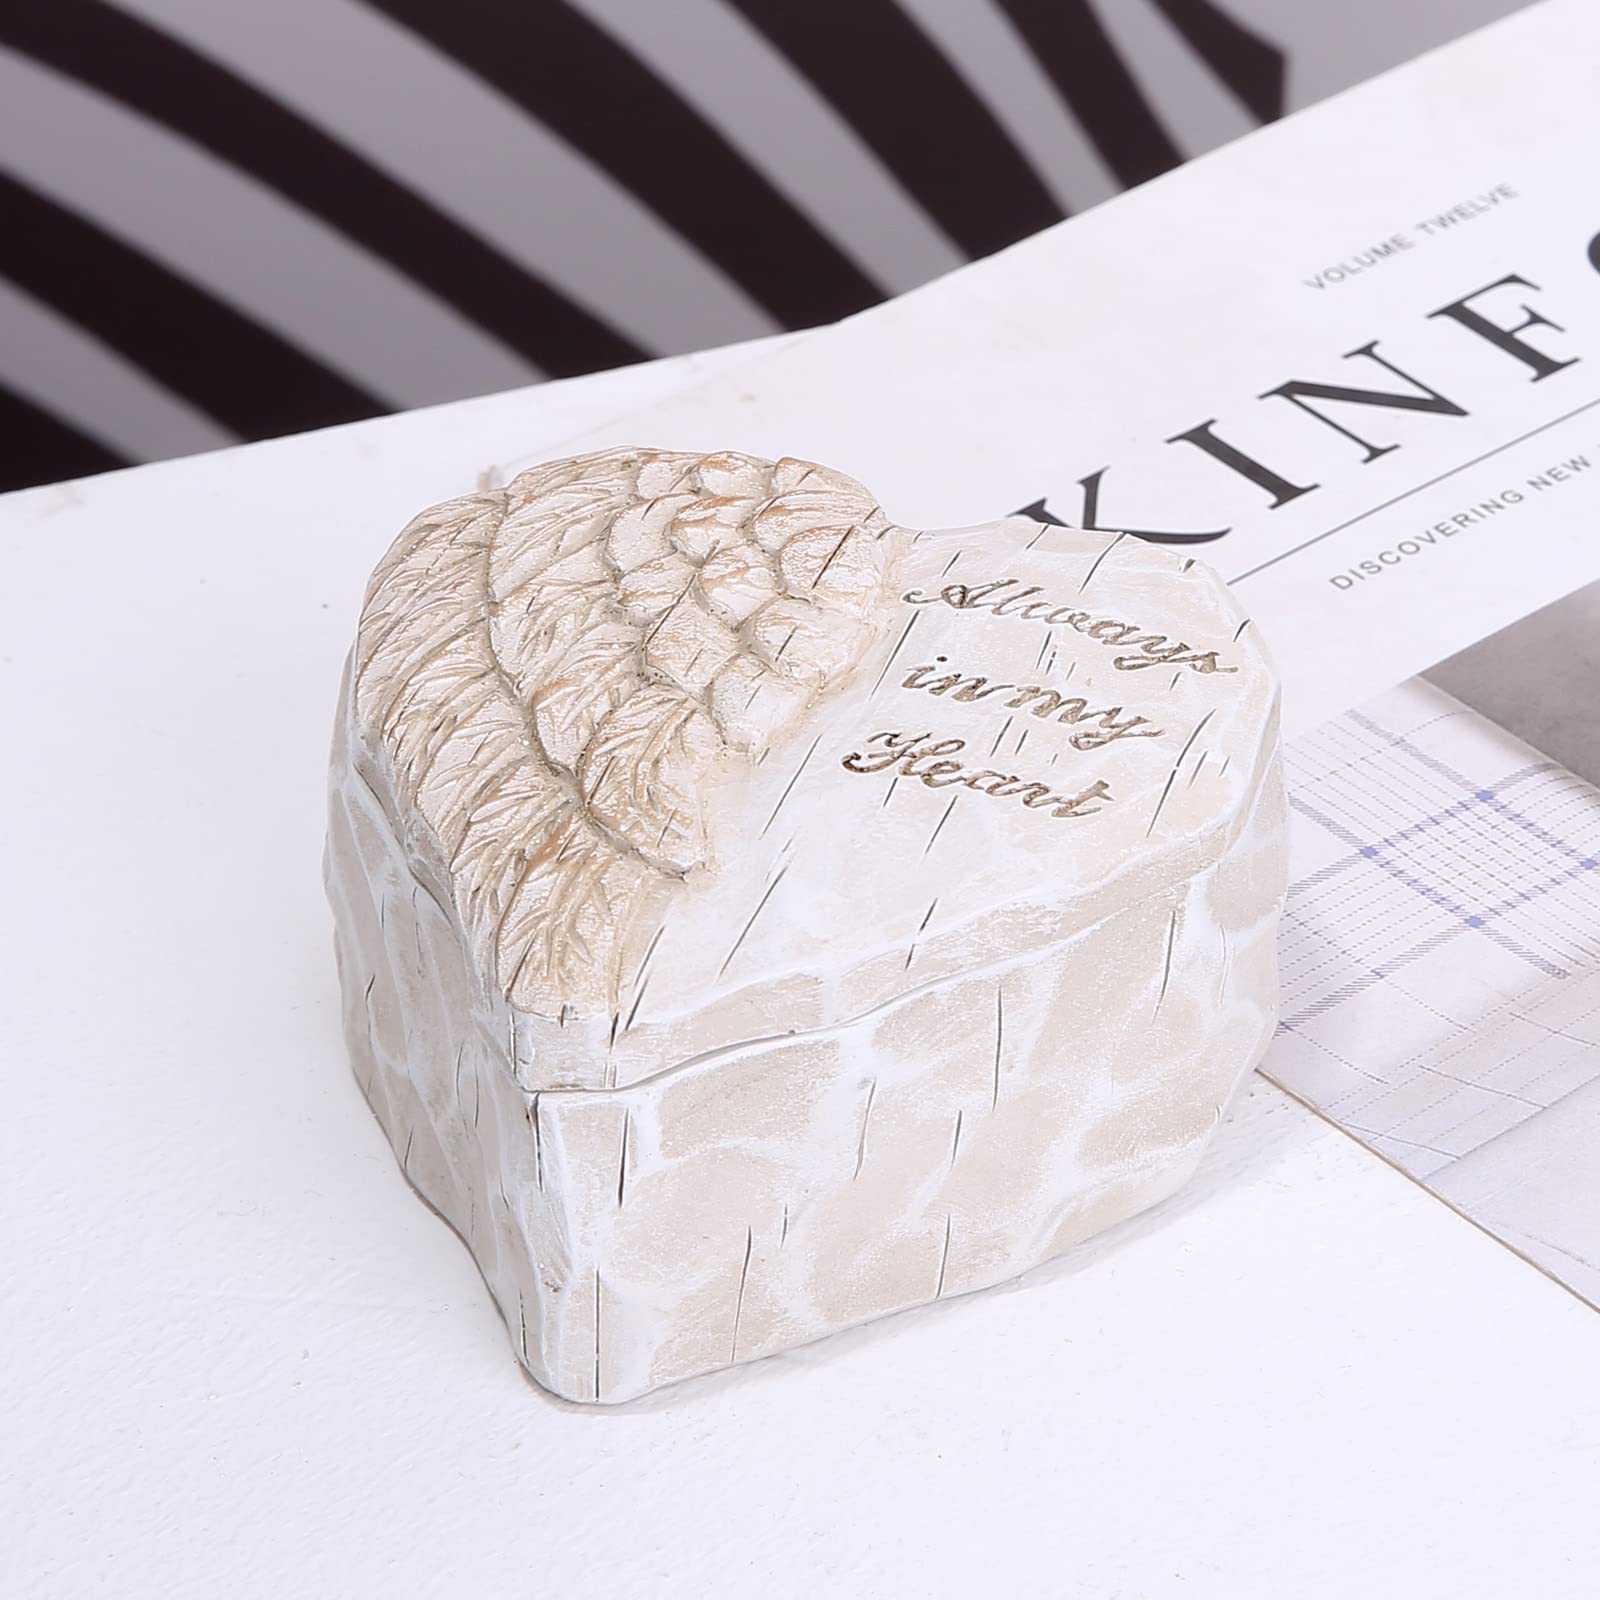 VOLUME TWELVE
KINF
DISCOVERING NEW
Always
in my
Heart